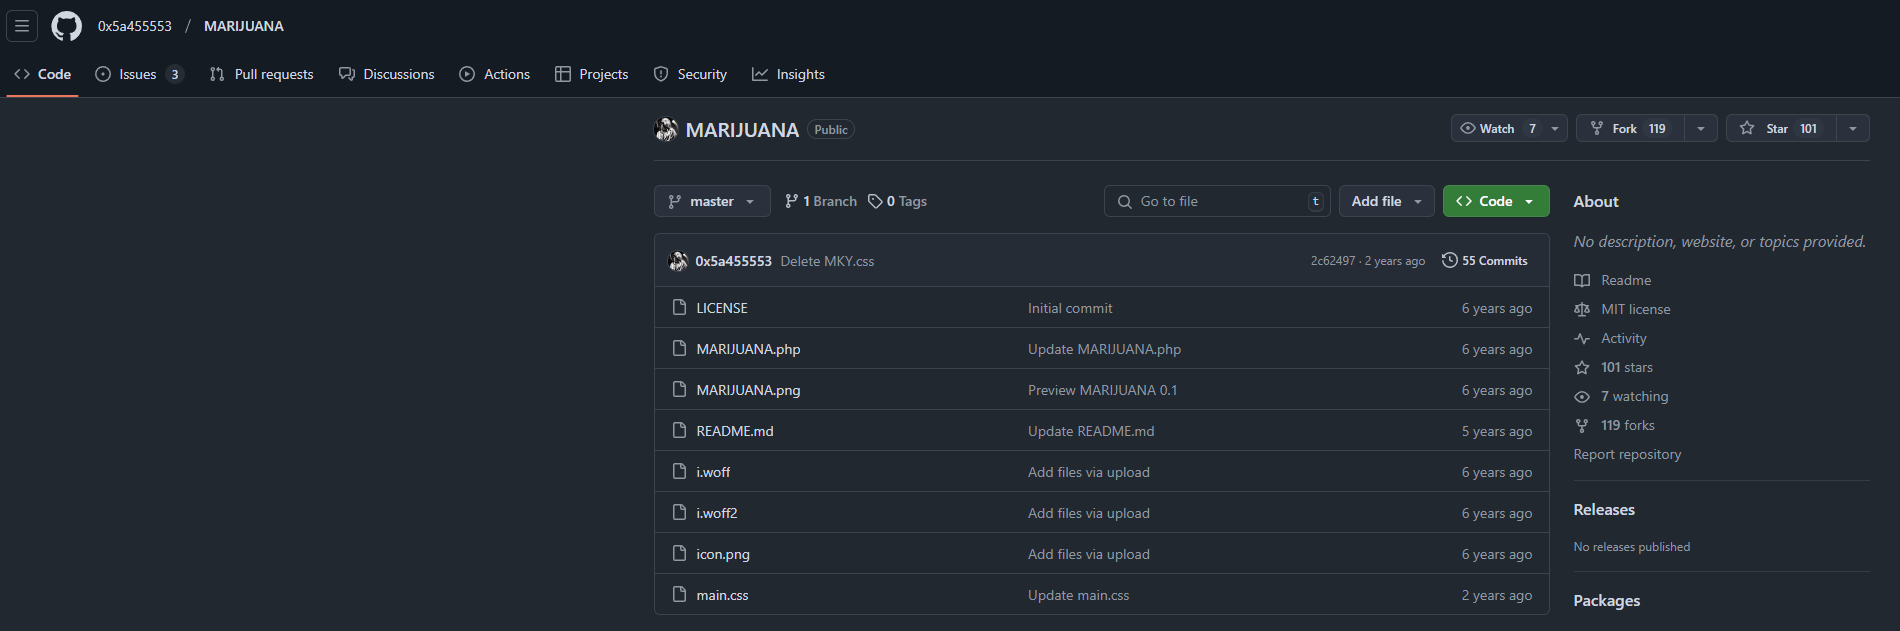 0x5a455553 / MARIJUANA
Code Issues 3 Pull requests Discussions Actions Projects Security Insights
MARIJUANA Public Watch 7 Fork 119 Star 101
master 1 Branch 0 Tags Go to file t Add file Code
0x5a455553 Delete MKY.css 2c62497 · 2 years ago 55 Commits
LICENSE Initial commit 6 years ago
MARIJUANA.php Update MARIJUANA.php 6 years ago
MARIJUANA.png Preview MARIJUANA 0.1 6 years ago
README.md Update README.md 5 years ago
i.woff Add files via upload 6 years ago
i.woff2 Add files via upload 6 years ago
icon.png Add files via upload 6 years ago
main.css Update main.css 2 years ago
About
No description, website, or topics provided.
Readme
MIT license
Activity
101 stars
7 watching
119 forks
Report repository
Releases
No releases published
Packages